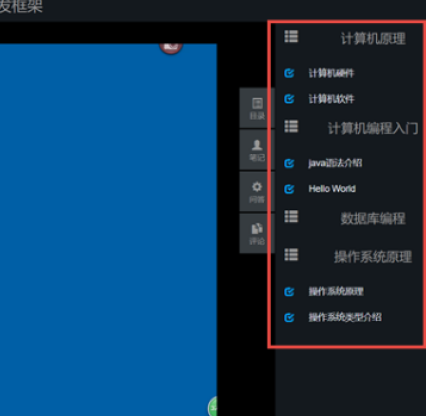 发框架
计算机原理
计算机硬件
计算机软件
目录
计算机编程入门
笔记
java语法介绍
问答
Hello World
数据库编程
评论
操作系统原理
操作系统原理
操作系统类型介绍